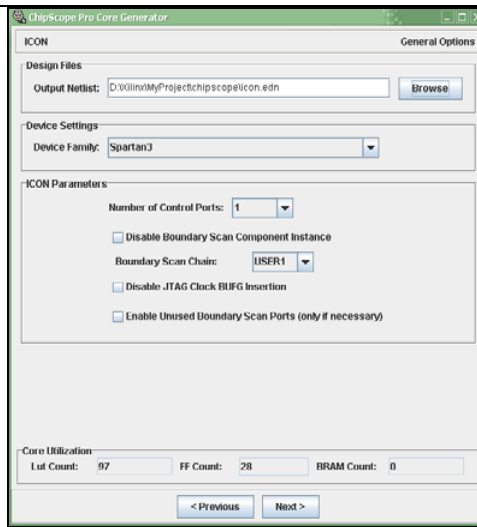 ChipScope Pro Core Generator
ICON General Options
Design Files
Output Netlist: D:\Xilinx\MyProject\chipscope\icon.edn Browse
Device Settings
Device Family: Spartan3
ICON Parameters
Number of Control Ports: 1
Disable Boundary Scan Component Instance
Boundary Scan Chain: USER1
Disable JTAG Clock BUFG Insertion
Enable Unused Boundary Scan Ports (only if necessary)
Core Utilization
Lut Count: 97 FF Count: 28 BRAM Count: 0
< Previous Next >